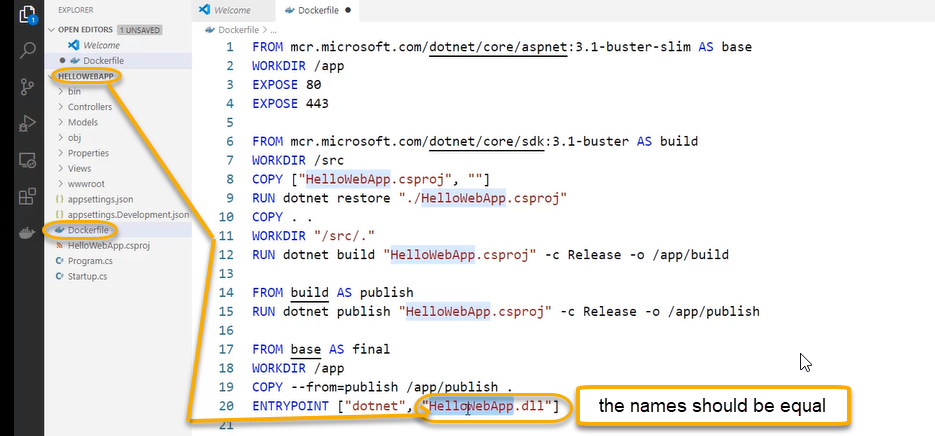 EXPLORER
OPEN EDITORS 1 UNSAVED
Welcome
Dockerfile
HELLOWEBAPP
bin
Controllers
Models
obj
Properties
Views
wwwroot
appsettings.json
appsettings.Development.json
Dockerfile
HelloWebApp.csproj
Program.cs
Startup.cs
1
Welcome
Dockerfile
Dockerfile > ...
1 FROM mcr.microsoft.com/dotnet/core/aspnet:3.1-buster-slim AS base
2 WORKDIR /app
3 EXPOSE 80
4 EXPOSE 443
5
6 FROM mcr.microsoft.com/dotnet/core/sdk:3.1-buster AS build
7 WORKDIR /src
8 COPY ["HelloWebApp.csproj", ""]
9 RUN dotnet restore "./HelloWebApp.csproj"
10 COPY . .
11 WORKDIR "/src/."
12 RUN dotnet build "HelloWebApp.csproj" -c Release -o /app/build
13
14 FROM build AS publish
15 RUN dotnet publish "HelloWebApp.csproj" -c Release -o /app/publish
16
17 FROM base AS final
18 WORKDIR /app
19 COPY --from=publish /app/publish .
20 ENTRYPOINT ["dotnet", "HelloWebApp.dll"]
21
the names should be equal